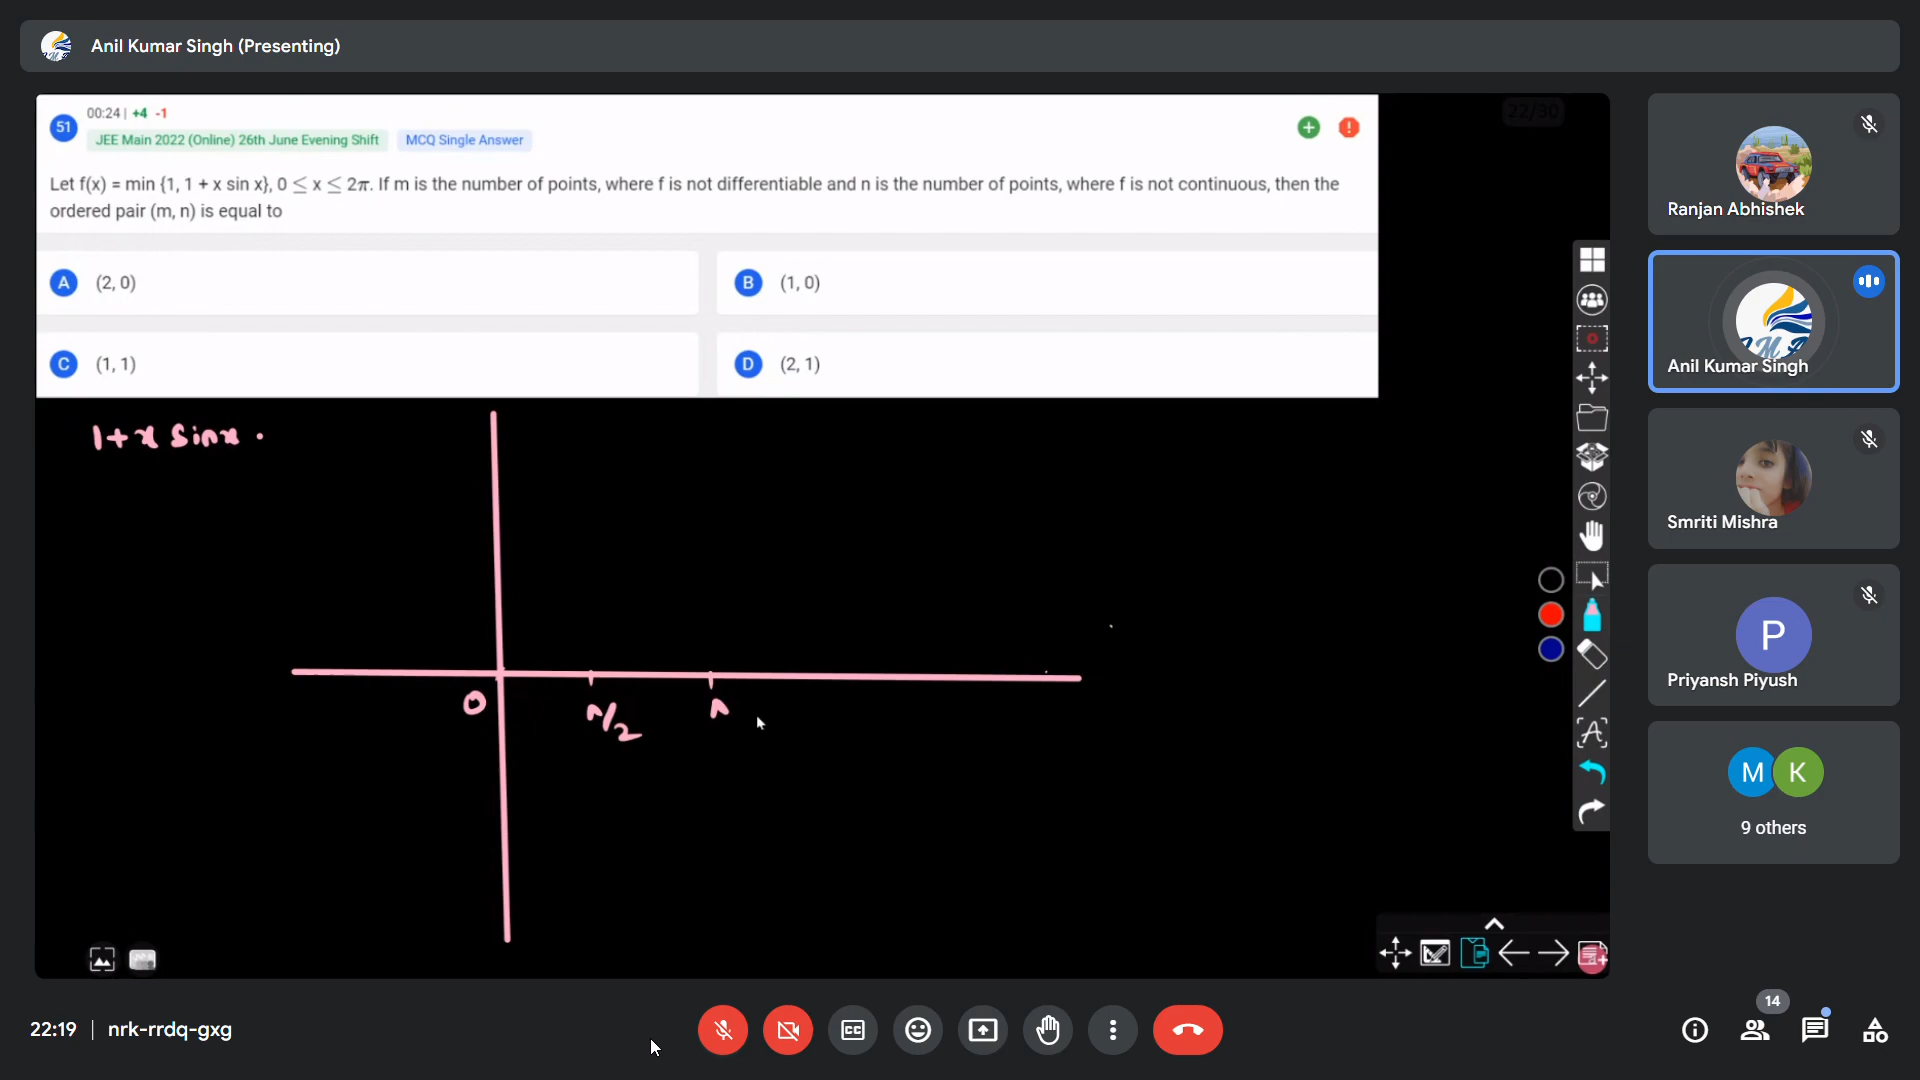 Anil Kumar Singh (Presenting)
22/30
51
00:24 | +4 -1
JEE Main 2022 (Online) 26th June Evening Shift
MCQ Single Answer
Let f(x) = min {1, 1 + x sin x}, 0 ≤ x ≤ 2π. If m is the number of points, where f is not differentiable and n is the number of points, where f is not continuous, then the
ordered pair (m, n) is equal to
A (2, 0)
B (1, 0)
C (1, 1)
D (2, 1)
1+x sinx .
0
π/2
π
Ranjan Abhishek
Anil Kumar Singh
Smriti Mishra
P
Priyansh Piyush
M K
9 others
22:19 | nrk-rrdq-gxg
14